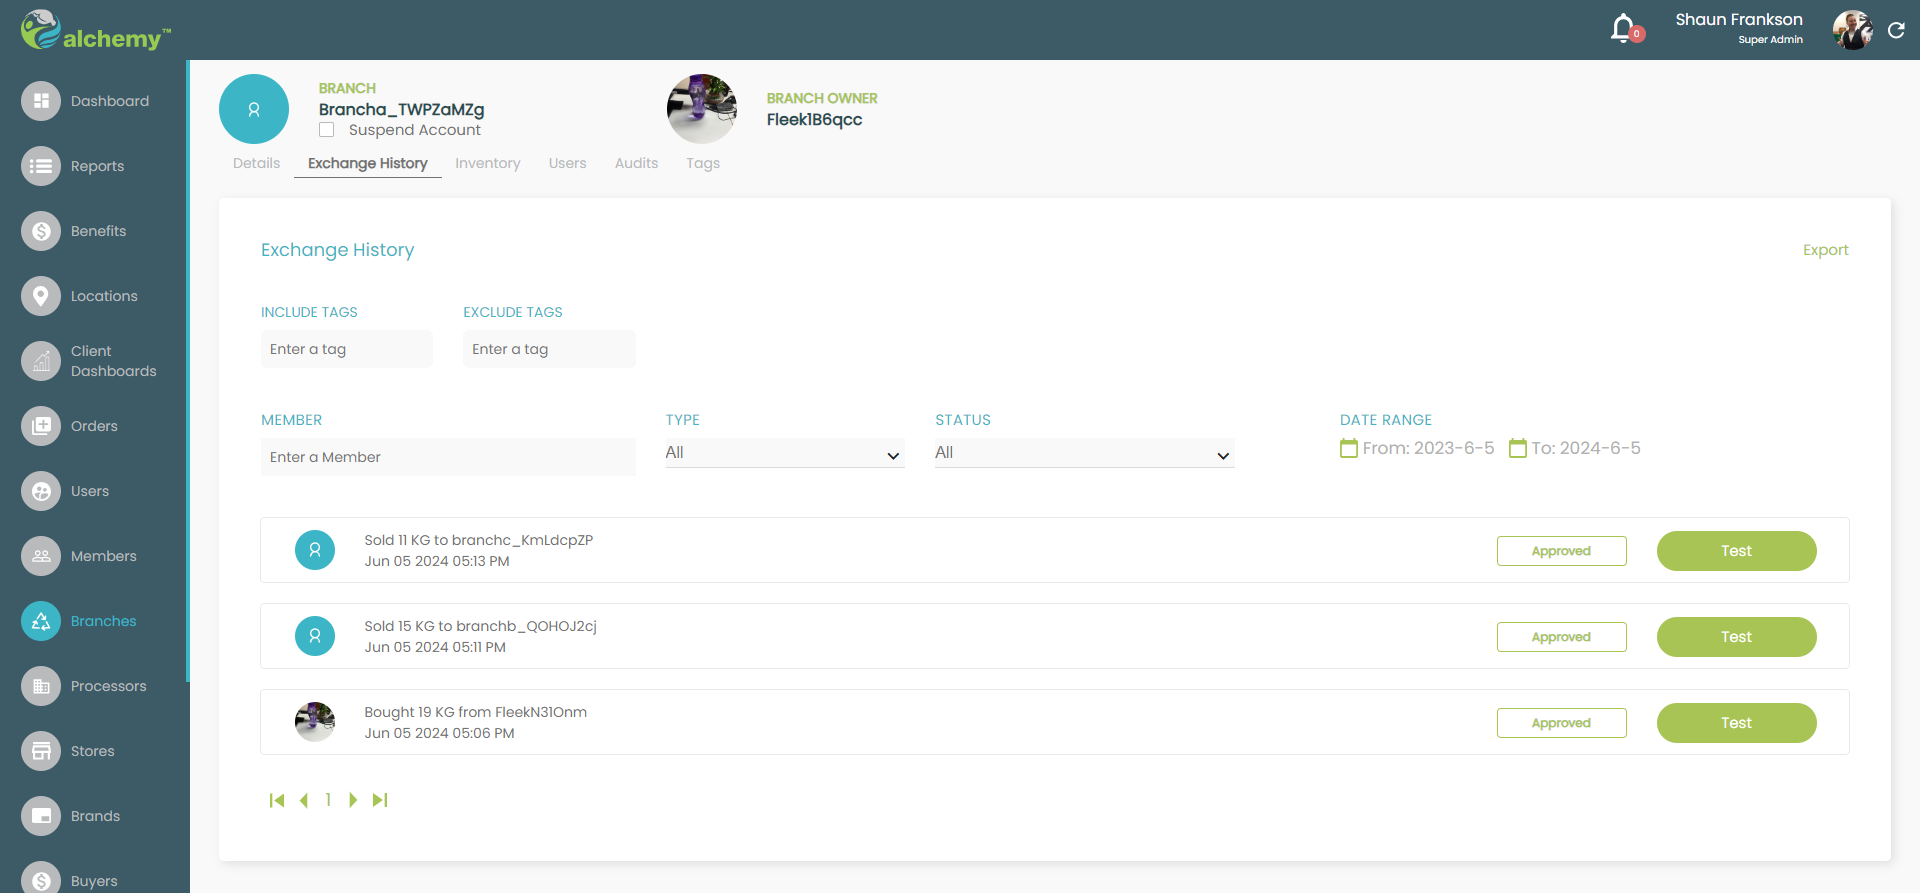 alchemy™
0
Shaun Frankson
Super Admin
Dashboard
Reports
Benefits
Locations
Client
Dashboards
Orders
Users
Members
Branches
Processors
Stores
Brands
Buyers
BRANCH
Brancha_TWPZaMZg
Suspend Account
BRANCH OWNER
Fleek1B6qcc
Details
Exchange History
Inventory
Users
Audits
Tags
Exchange History
Export
INCLUDE TAGS
EXCLUDE TAGS
Enter a tag
Enter a tag
MEMBER
TYPE
STATUS
DATE RANGE
Enter a Member
All
All
From: 2023-6-5
To: 2024-6-5
Sold 11 KG to branchc_KmLdcpZP
Jun 05 2024 05:13 PM
Approved
Test
Sold 15 KG to branchb_QOHOJ2cj
Jun 05 2024 05:11 PM
Approved
Test
Bought 19 KG from FleekN31Onm
Jun 05 2024 05:06 PM
Approved
Test
1